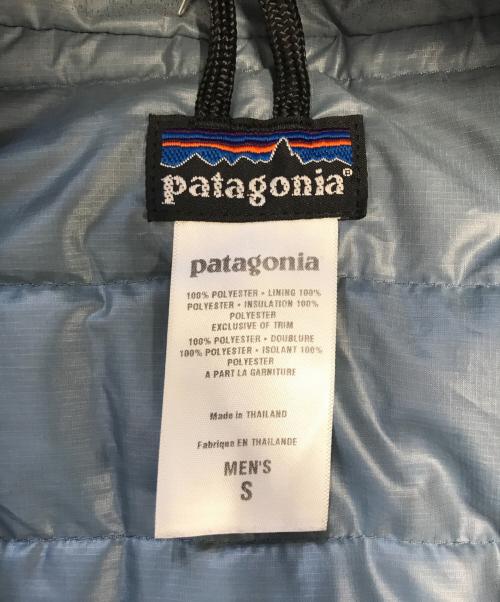 patagonia®
patagonia
100% POLYESTER • LINING 100%
POLYESTER • INSULATION 100%
POLYESTER
EXCLUSIVE OF TRIM
100% POLYESTER • DOUBLURE
100% POLYESTER • ISOLANT 100%
POLYESTER
A PART LA GARNITURE
Made in THAILAND
Fabrique EN THAILANDE
MEN'S
S